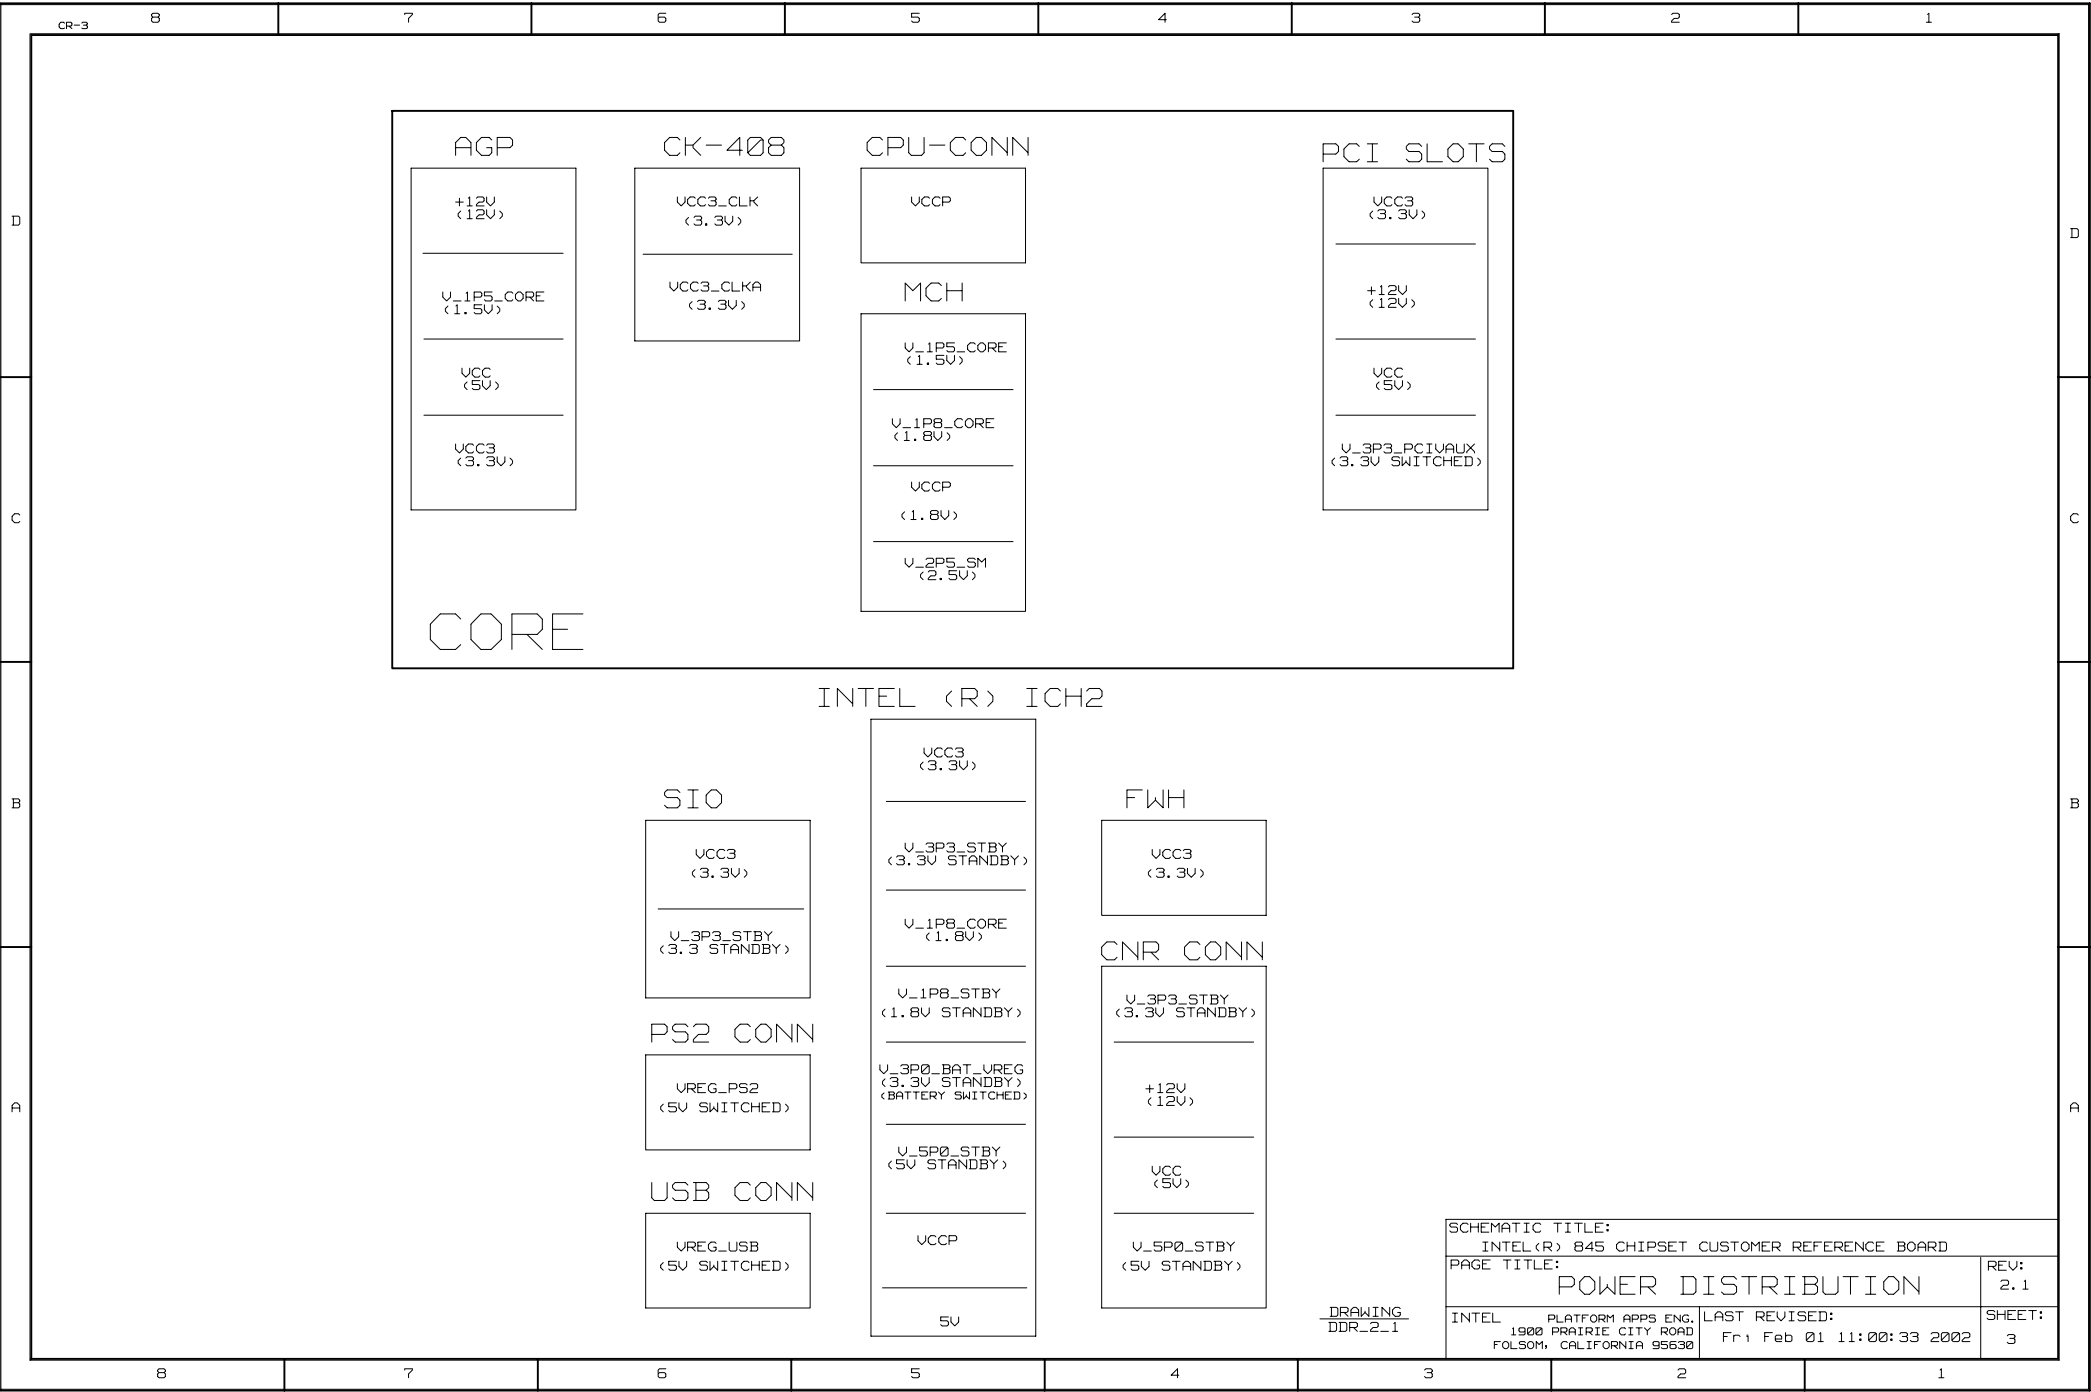 CR-3
8 7 6 5 4 3 2 1
D
D
C
C
B
B
A
A
AGP
+12V
(12V)
V_1P5_CORE
(1.5V)
VCC
(5V)
VCC3
(3.3V)
CK-408
VCC3_CLK
(3.3V)
VCC3_CLKA
(3.3V)
CPU-CONN
VCCP
MCH
V_1P5_CORE
(1.5V)
V_1P8_CORE
(1.8V)
VCCP
(1.8V)
V_2P5_SM
(2.5V)
PCI SLOTS
VCC3
(3.3V)
+12V
(12V)
VCC
(5V)
V_3P3_PCIVAUX
(3.3V SWITCHED)
CORE
SIO
VCC3
(3.3V)
V_3P3_STBY
(3.3 STANDBY)
PS2 CONN
VREG_PS2
(5V SWITCHED)
USB CONN
VREG_USB
(5V SWITCHED)
INTEL (R) ICH2
VCC3
(3.3V)
V_3P3_STBY
(3.3V STANDBY)
V_1P8_CORE
(1.8V)
V_1P8_STBY
(1.8V STANDBY)
V_3P0_BAT_VREG
(3.3V STANDBY)
(BATTERY SWITCHED)
V_5P0_STBY
(5V STANDBY)
VCCP
5V
FWH
VCC3
(3.3V)
CNR CONN
V_3P3_STBY
(3.3V STANDBY)
+12V
(12V)
VCC
(5V)
V_5P0_STBY
(5V STANDBY)
DRAWING
DDR_2_1
SCHEMATIC TITLE:
INTEL(R) 845 CHIPSET CUSTOMER REFERENCE BOARD
PAGE TITLE:
POWER DISTRIBUTION
REV:
2.1
INTEL PLATFORM APPS ENG.
1900 PRAIRIE CITY ROAD
FOLSOM, CALIFORNIA 95630
LAST REVISED:
Fri Feb 01 11:00:33 2002
SHEET:
3
8 7 6 5 4 3 2 1